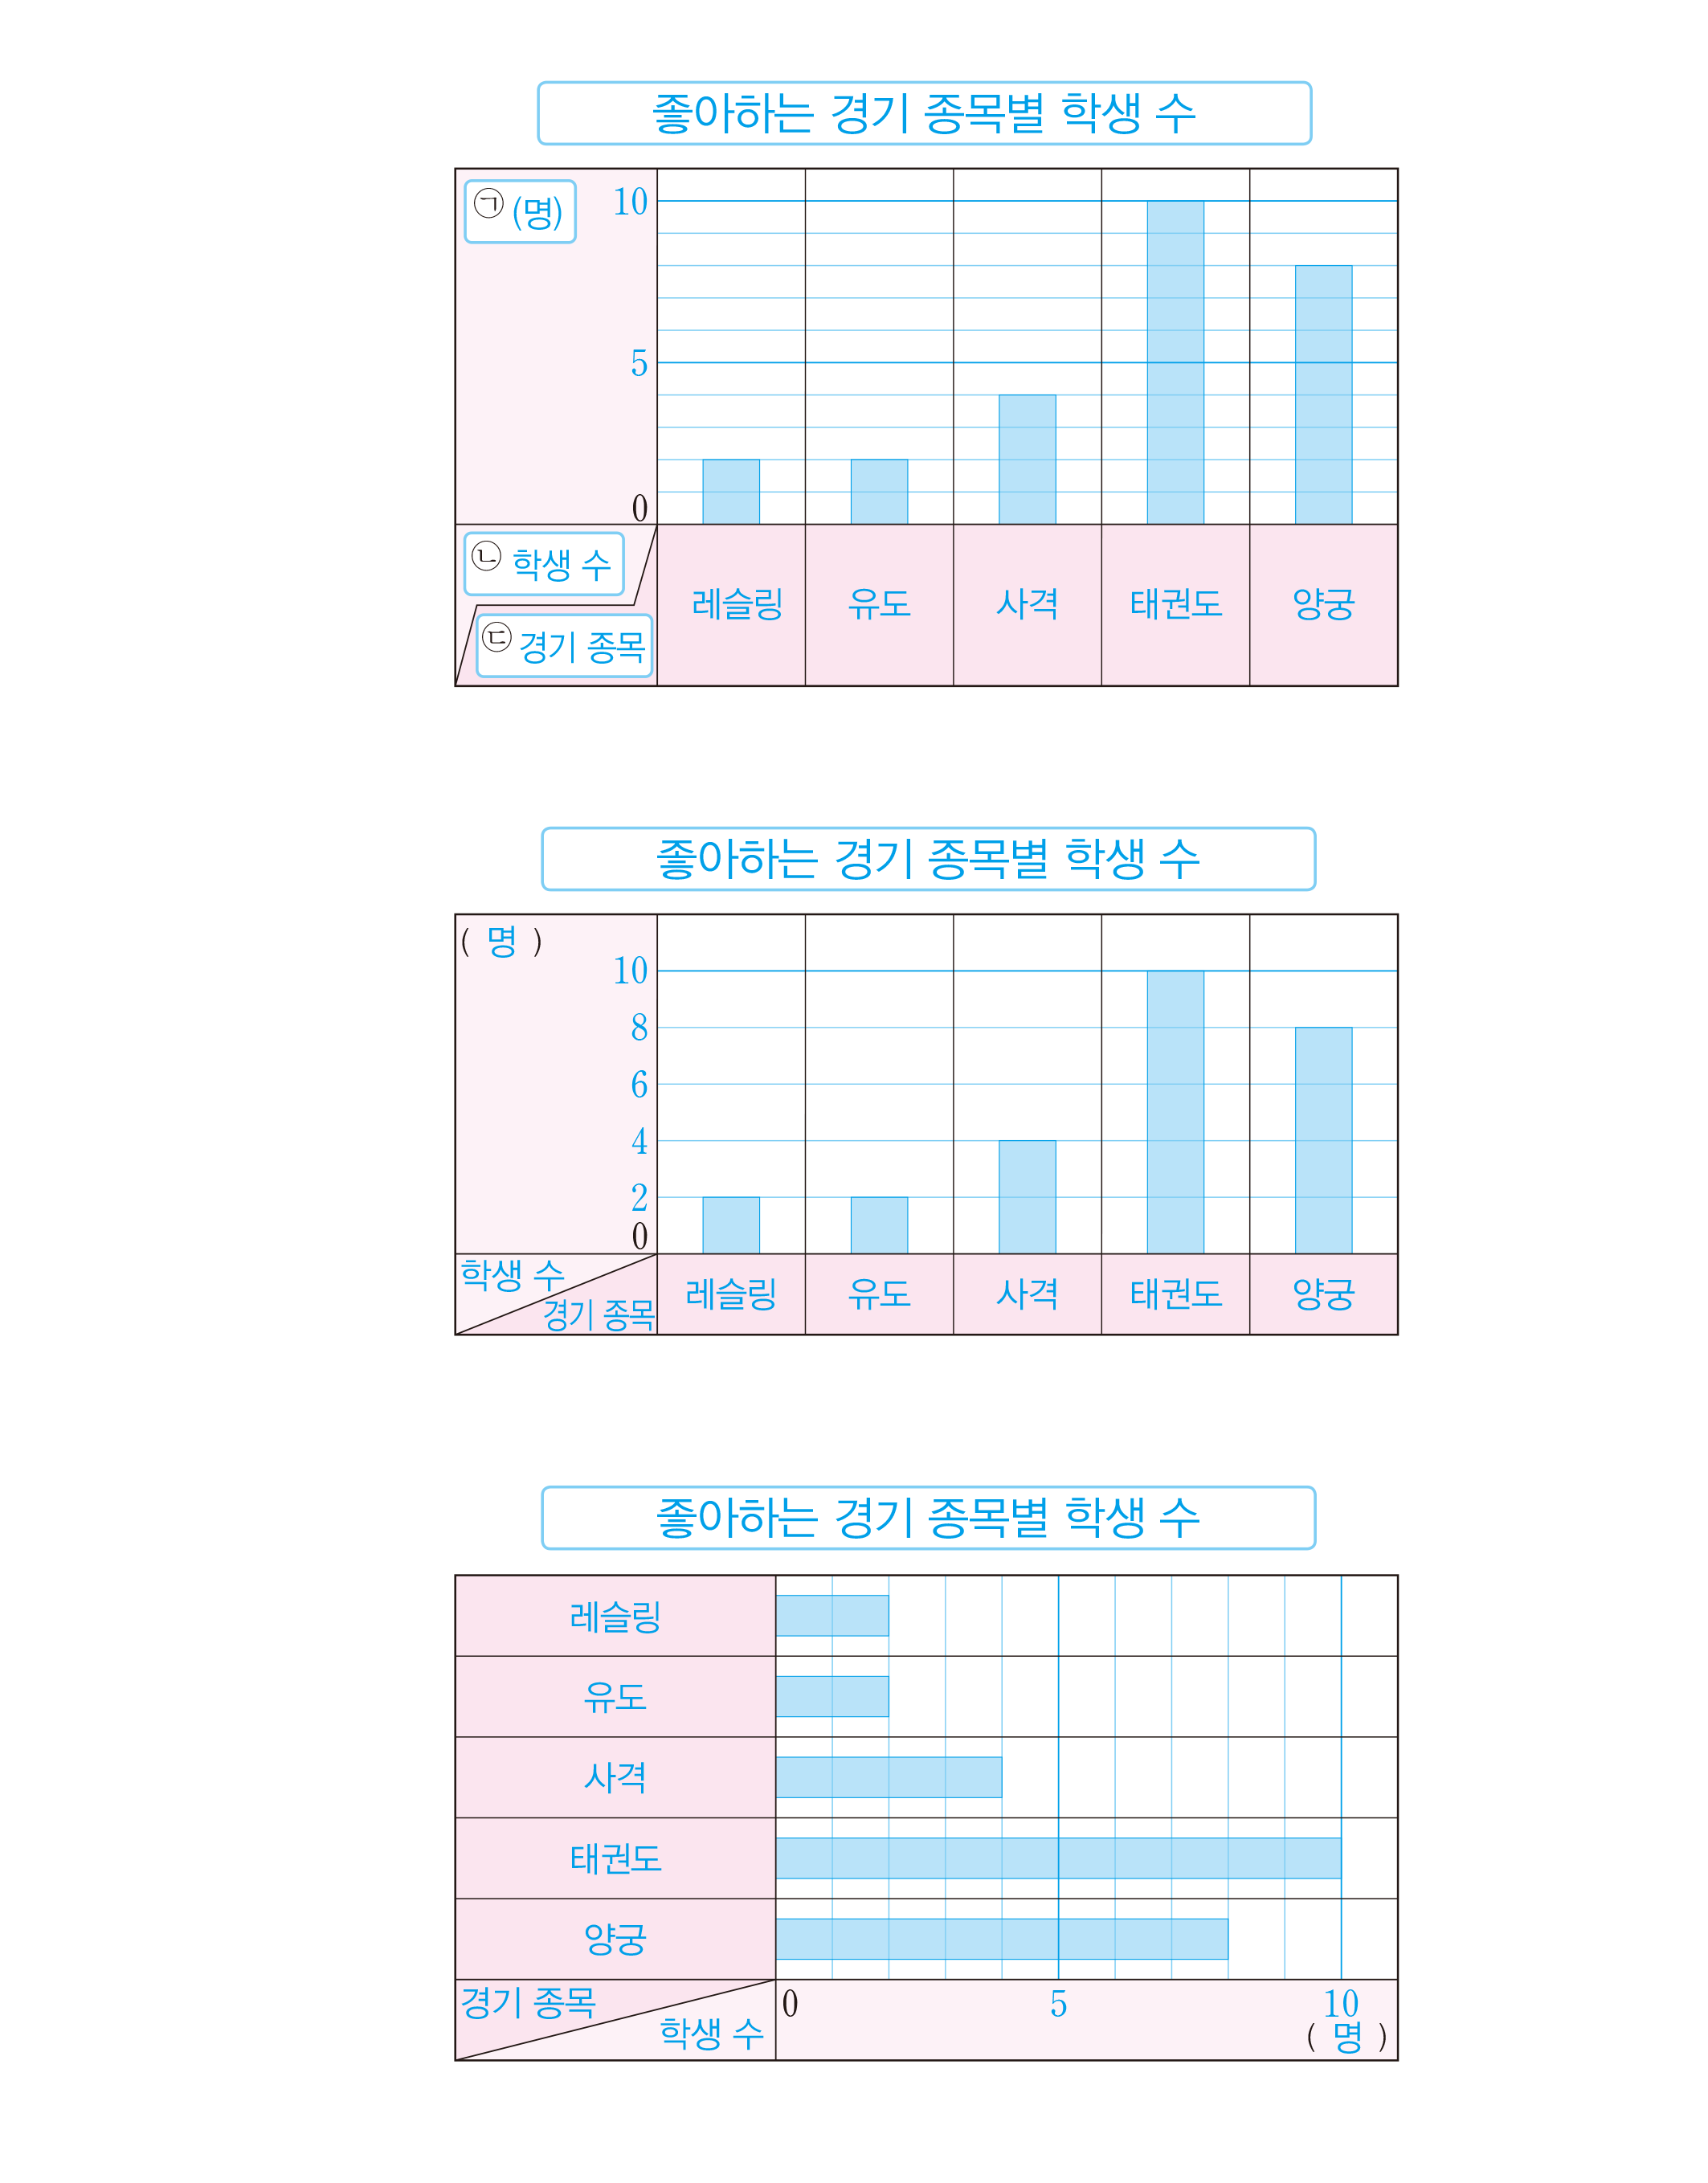 좋아하는 경기 종목별 학생 수
㉠ (명) 10
5
0
㉡ 학생 수
㉢ 경기 종목
레슬링 유도 사격 태권도 양궁
좋아하는 경기 종목별 학생 수
( 명 )
10
8
6
4
2
0
학생 수
경기 종목
레슬링 유도 사격 태권도 양궁
좋아하는 경기 종목별 학생 수
레슬링
유도
사격
태권도
양궁
경기 종목
학생 수
0 5 10
( 명 )